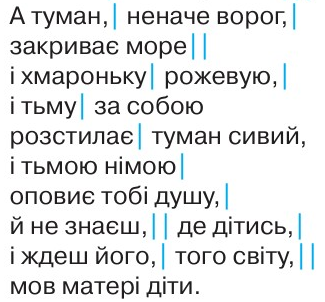 А туман,| неначе ворог,|
закриває море||
і хмароньку| рожевую,|
і тьму| за собою
розстилає| туман сивий,
і тьмою німою|
оповиє тобі душу,|
й не знаєш,|| де дітись,|
і ждеш його,| того світу,||
мов матері діти.